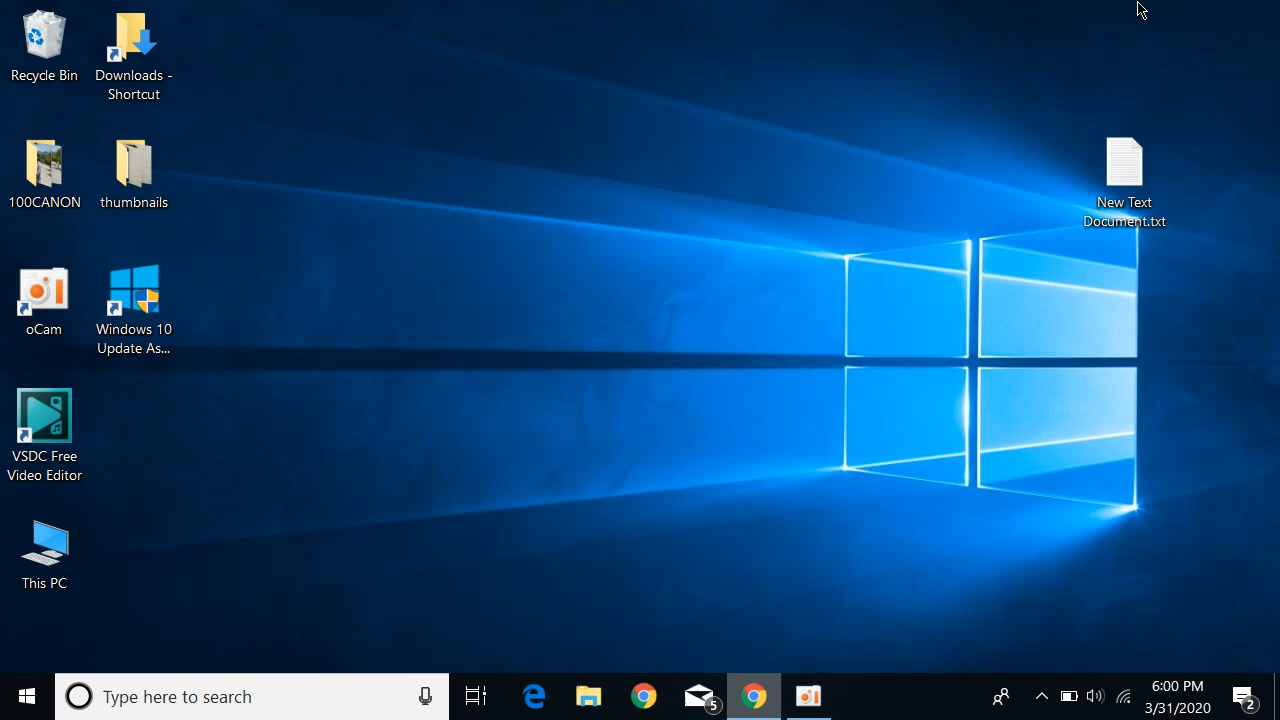 Recycle Bin
Downloads -
Shortcut
100CANON
thumbnails
New Text
Document.txt
oCam
Windows 10
Update As...
VSDC Free
Video Editor
This PC
Type here to search
5
6:00 PM
3/31/2020
2